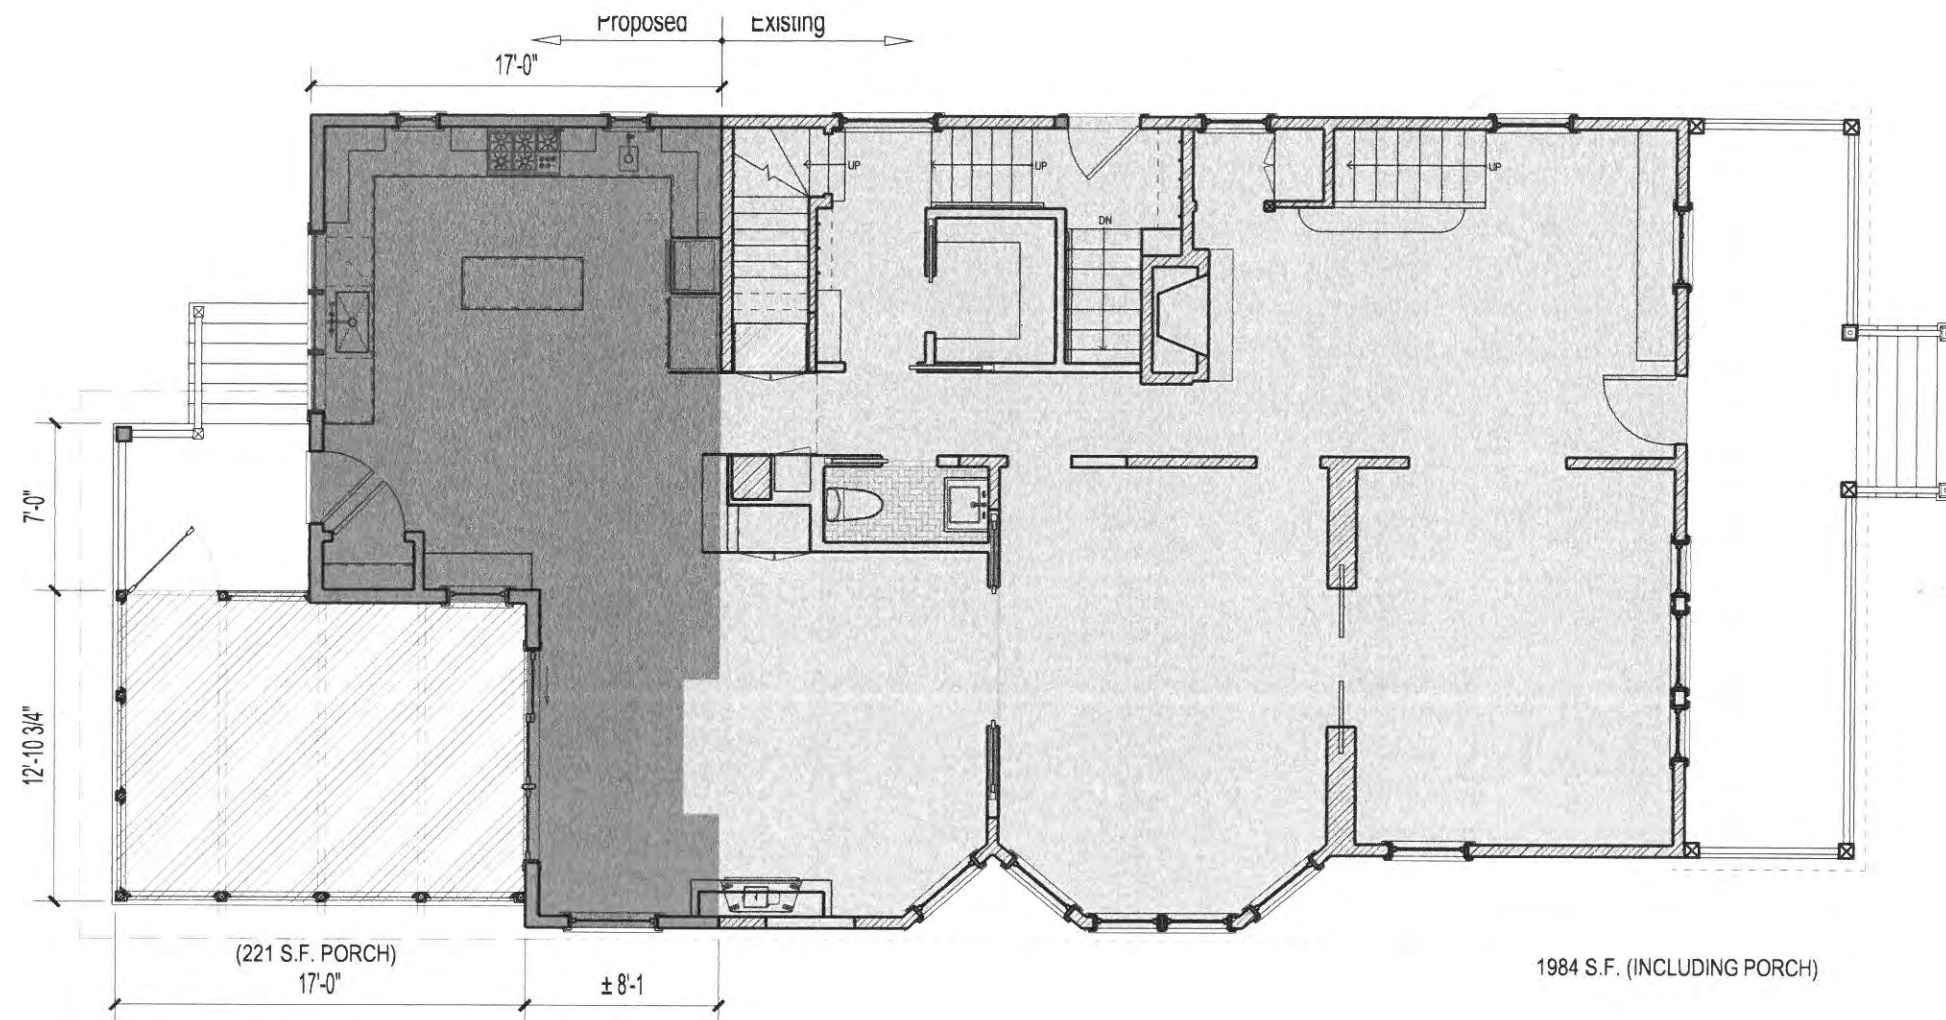 Proposed Existing
17'-0"
UP
UP
UP
DN
7'-0"
12'-10 3/4"
(221 S.F. PORCH)
17'-0"
± 8'-1
1984 S.F. (INCLUDING PORCH)